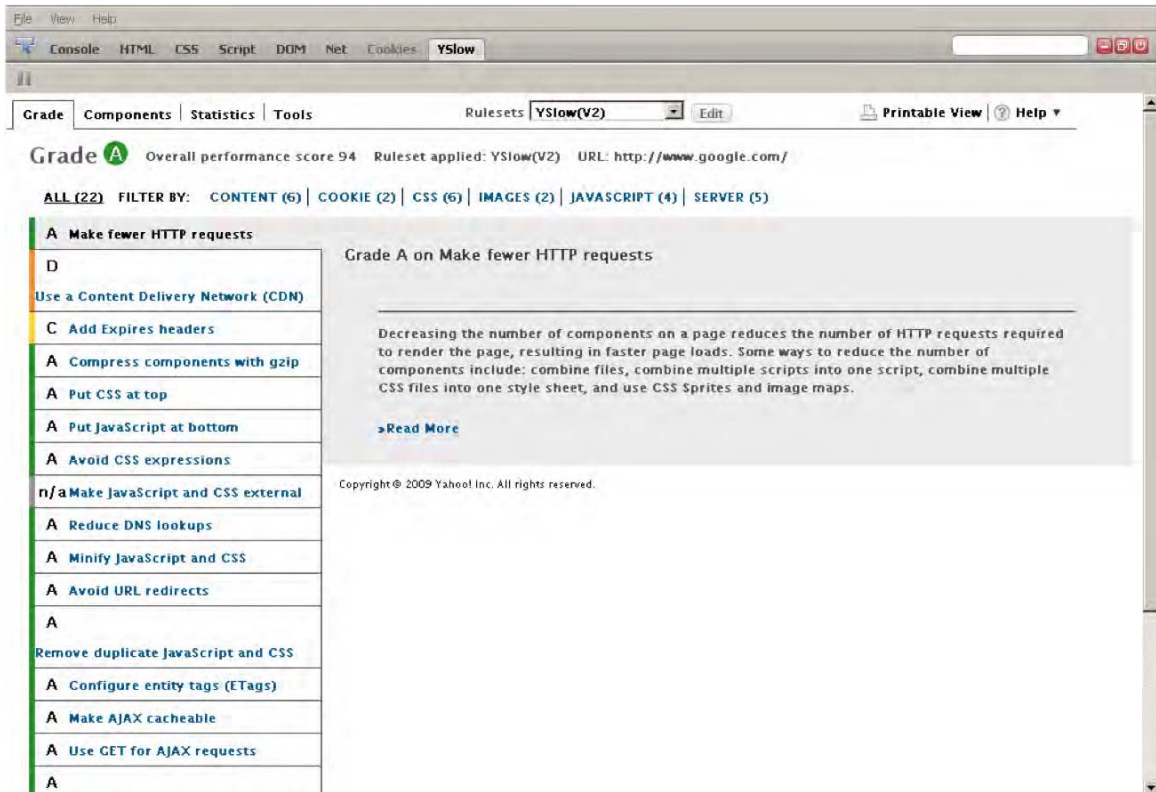 File View Help
Console HTML CSS Script DOM Net Cookies YSlow
Grade Components Statistics Tools Rulesets YSlow(V2) Edit Printable View ? Help
Grade A Overall performance score 94 Ruleset applied: YSlow(V2) URL: http://www.google.com/
ALL (22) FILTER BY: CONTENT (6) COOKIE (2) CSS (6) IMAGES (2) JAVASCRIPT (4) SERVER (5)
A Make fewer HTTP requests
D
Use a Content Delivery Network (CDN)
C Add Expires headers
A Compress components with gzip
A Put CSS at top
A Put JavaScript at bottom
A Avoid CSS expressions
n/a Make JavaScript and CSS external
A Reduce DNS lookups
A Minify JavaScript and CSS
A Avoid URL redirects
A
Remove duplicate JavaScript and CSS
A Configure entity tags (ETags)
A Make AJAX cacheable
A Use GET for AJAX requests
A
Grade A on Make fewer HTTP requests
Decreasing the number of components on a page reduces the number of HTTP requests required
to render the page, resulting in faster page loads. Some ways to reduce the number of
components include: combine files, combine multiple scripts into one script, combine multiple
CSS files into one style sheet, and use CSS Sprites and image maps.
»Read More
Copyright © 2009 Yahoo! Inc. All rights reserved.